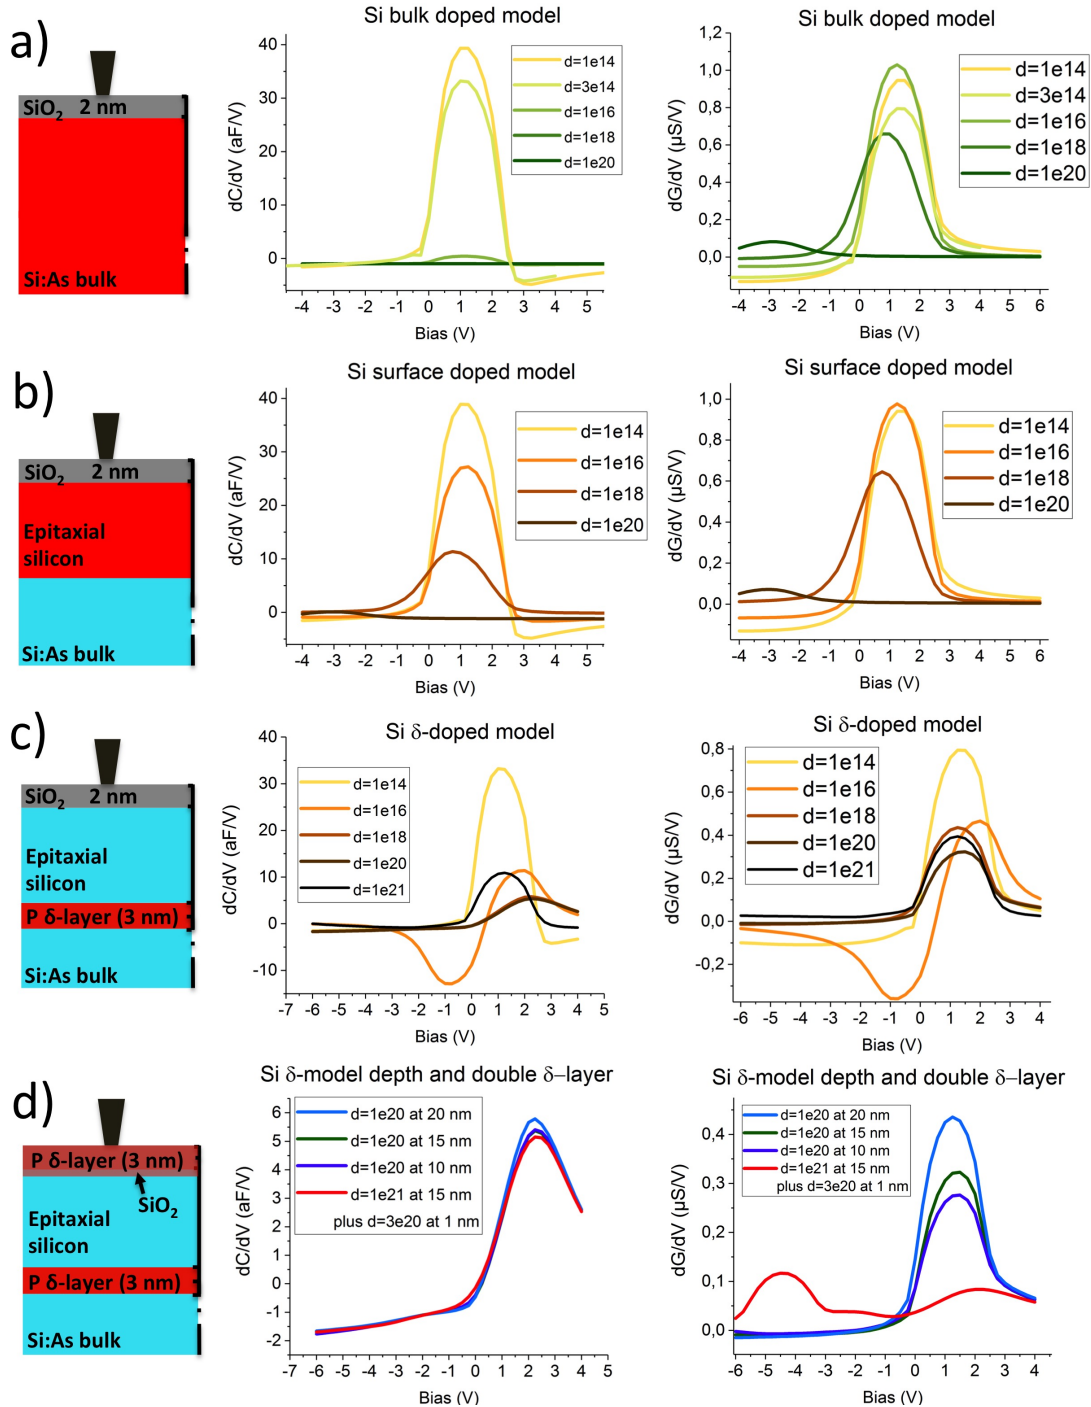 a)
SiO2 2 nm
Si:As bulk
Si bulk doped model
dC/dV (aF/V)
40
30
20
10
0
d=1e14
d=3e14
d=1e16
d=1e18
d=1e20
-4 -3 -2 -1 0 1 2 3 4 5
Bias (V)
Si bulk doped model
dG/dV (µS/V)
1,2
1,0
0,8
0,6
0,4
0,2
0,0
d=1e14
d=3e14
d=1e16
d=1e18
d=1e20
-4 -3 -2 -1 0 1 2 3 4 5 6
Bias (V)
b)
SiO2 2 nm
Epitaxial
silicon
Si:As bulk
Si surface doped model
dC/dV (aF/V)
40
30
20
10
0
d=1e14
d=1e16
d=1e18
d=1e20
-4 -3 -2 -1 0 1 2 3 4 5
Bias (V)
Si surface doped model
dG/dV (µS/V)
1,0
0,8
0,6
0,4
0,2
0,0
d=1e14
d=1e16
d=1e18
d=1e20
-4 -3 -2 -1 0 1 2 3 4 5 6
Bias (V)
c)
SiO2 2 nm
Epitaxial
silicon
P δ-layer (3 nm)
Si:As bulk
Si δ-doped model
dC/dV (aF/V)
40
30
20
10
0
-10
d=1e14
d=1e16
d=1e18
d=1e20
d=1e21
-7 -6 -5 -4 -3 -2 -1 0 1 2 3 4 5
Bias (V)
Si δ-doped model
dG/dV (µS/V)
0,8
0,6
0,4
0,2
0,0
-0,2
d=1e14
d=1e16
d=1e18
d=1e20
d=1e21
-6 -5 -4 -3 -2 -1 0 1 2 3 4
Bias (V)
d)
P δ-layer (3 nm)
SiO2
Epitaxial
silicon
P δ-layer (3 nm)
Si:As bulk
Si δ-model depth and double δ–layer
dC/dV (aF/V)
6
5
4
3
2
1
0
-1
-2
d=1e20 at 20 nm
d=1e20 at 15 nm
d=1e20 at 10 nm
d=1e21 at 15 nm
plus d=3e20 at 1 nm
-7 -6 -5 -4 -3 -2 -1 0 1 2 3 4 5
Bias (V)
Si δ-model depth and double δ–layer
dG/dV (µS/V)
0,4
0,3
0,2
0,1
0,0
d=1e20 at 20 nm
d=1e20 at 15 nm
d=1e20 at 10 nm
d=1e21 at 15 nm
plus d=3e20 at 1 nm
-6 -5 -4 -3 -2 -1 0 1 2 3 4
Bias (V)